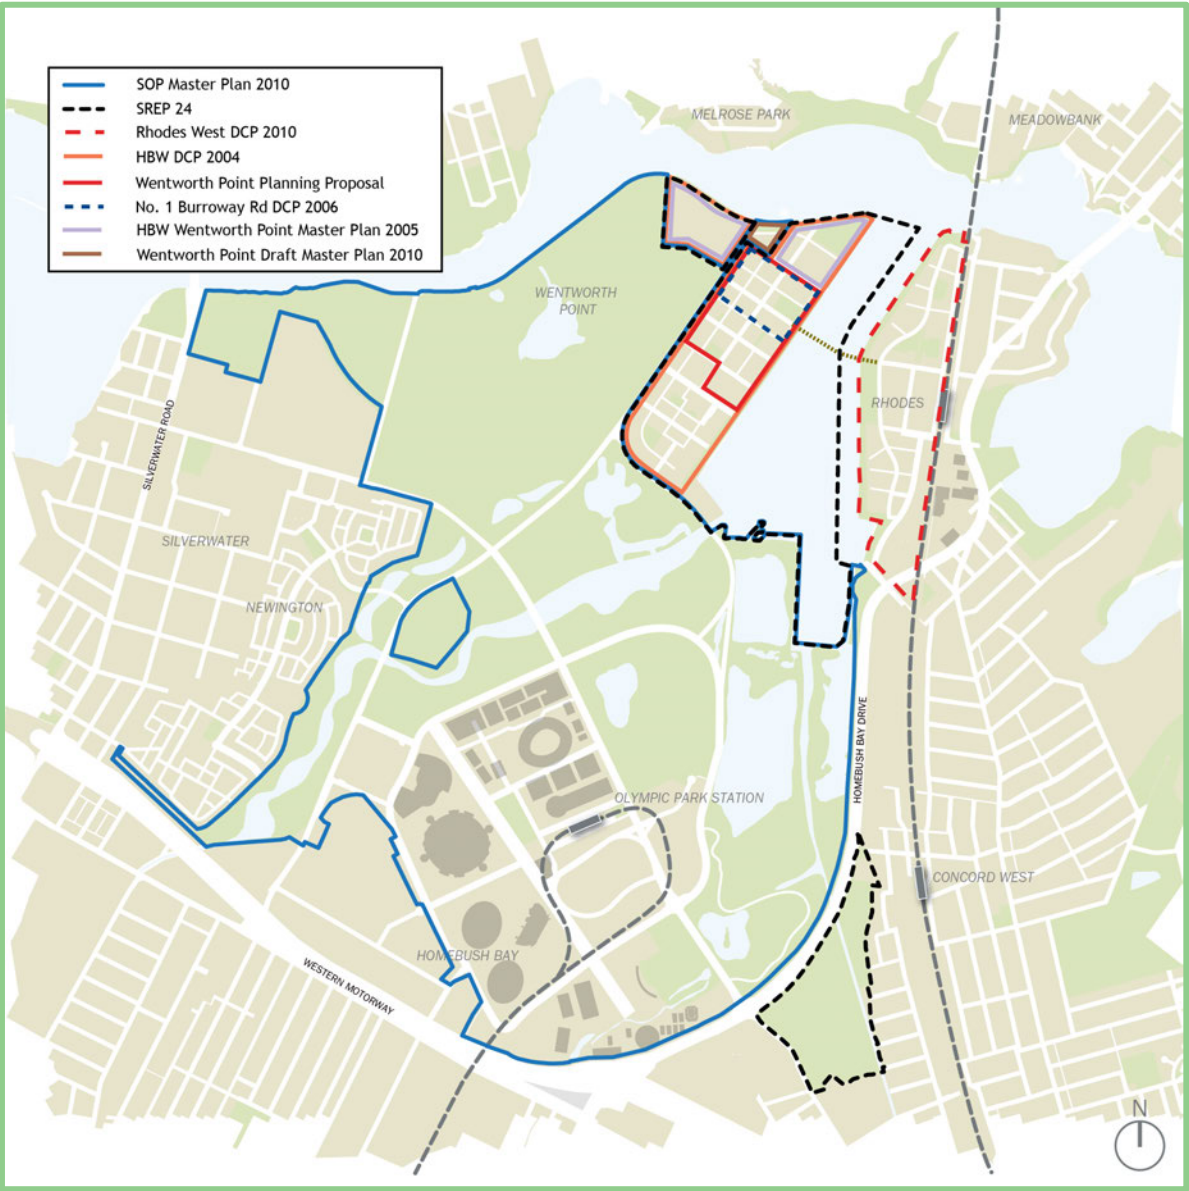 SOP Master Plan 2010
SREP 24
Rhodes West DCP 2010
HBW DCP 2004
Wentworth Point Planning Proposal
No. 1 Burroway Rd DCP 2006
HBW Wentworth Point Master Plan 2005
Wentworth Point Draft Master Plan 2010
MELROSE PARK
MEADOWBANK
WENTWORTH
POINT
RHODES
SILVERWATER ROAD
SILVERWATER
NEWINGTON
HOMEBUSH BAY DRIVE
OLYMPIC PARK STATION
CONCORD WEST
HOMEBUSH BAY
WESTERN MOTORWAY
N